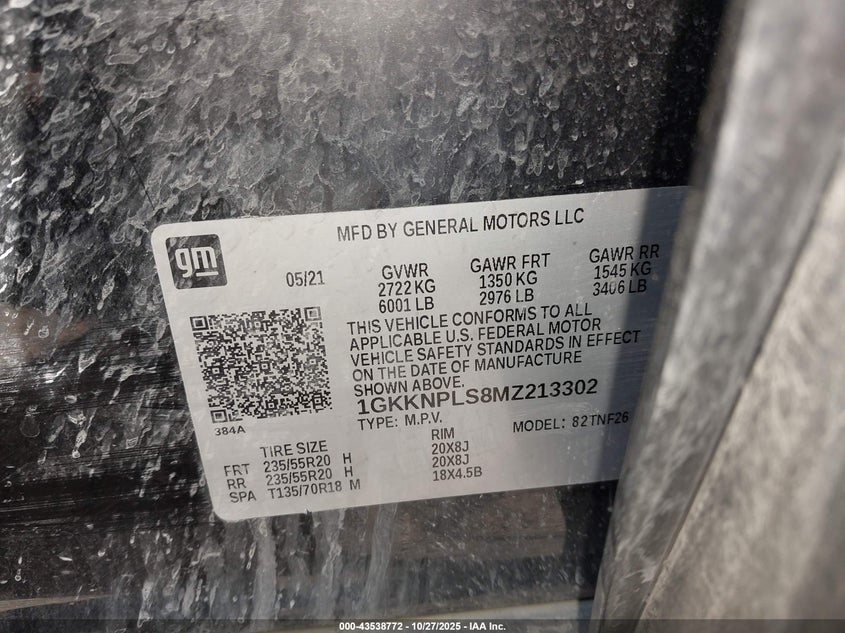 MFD BY GENERAL MOTORS LLC
gm
05/21
GVWR GAWR FRT GAWR RR
2722 KG 1350 KG 1545 KG
6001 LB 2976 LB 3406 LB
THIS VEHICLE CONFORMS TO ALL
APPLICABLE U.S. FEDERAL MOTOR
VEHICLE SAFETY STANDARDS IN EFFECT
ON THE DATE OF MANUFACTURE
SHOWN ABOVE.
1GKKNPLS8MZ213302
TYPE: M.P.V. MODEL: 82TNF26
384A
TIRE SIZE RIM
FRT 235/55R20 H 20X8J
RR 235/55R20 H 20X8J
SPA T135/70R18 M 18X4.5B
000-43538772 - 10/27/2025 - IAA Inc.